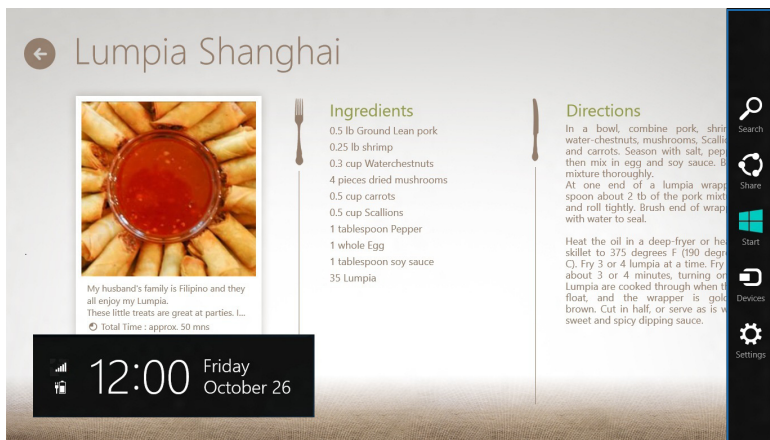 Lumpia Shanghai
My husband's family is Filipino and they
all enjoy my Lumpia.
These little treats are great at parties. I...
Total Time : approx. 50 mns
Ingredients
0.5 lb Ground Lean pork
0.25 lb shrimp
0.3 cup Waterchestnuts
4 pieces dried mushrooms
0.5 cup carrots
0.5 cup Scallions
1 tablespoon Pepper
1 whole Egg
1 tablespoon soy sauce
35 Lumpia
Directions
In a bowl, combine pork,
water-chestnuts, mushrooms,
and carrots. Season with salt,
then mix in egg and soy sauce.
mixture thoroughly.
At one end of a lumpia
spoon about 2 tb of the pork
and roll tightly. Brush end of
with water to seal.
Heat the oil in a deep-fryer or
skillet to 375 degrees F (190
C). Fry 3 or 4 lumpia at a time. Fry
about 3 or 4 minutes, turning
Lumpia are cooked through when
float, and the wrapper is
brown. Cut in half, or serve as is
sweet and spicy dipping sauce.
Search
Share
Start
Devices
Settings
12:00
Friday
October 26